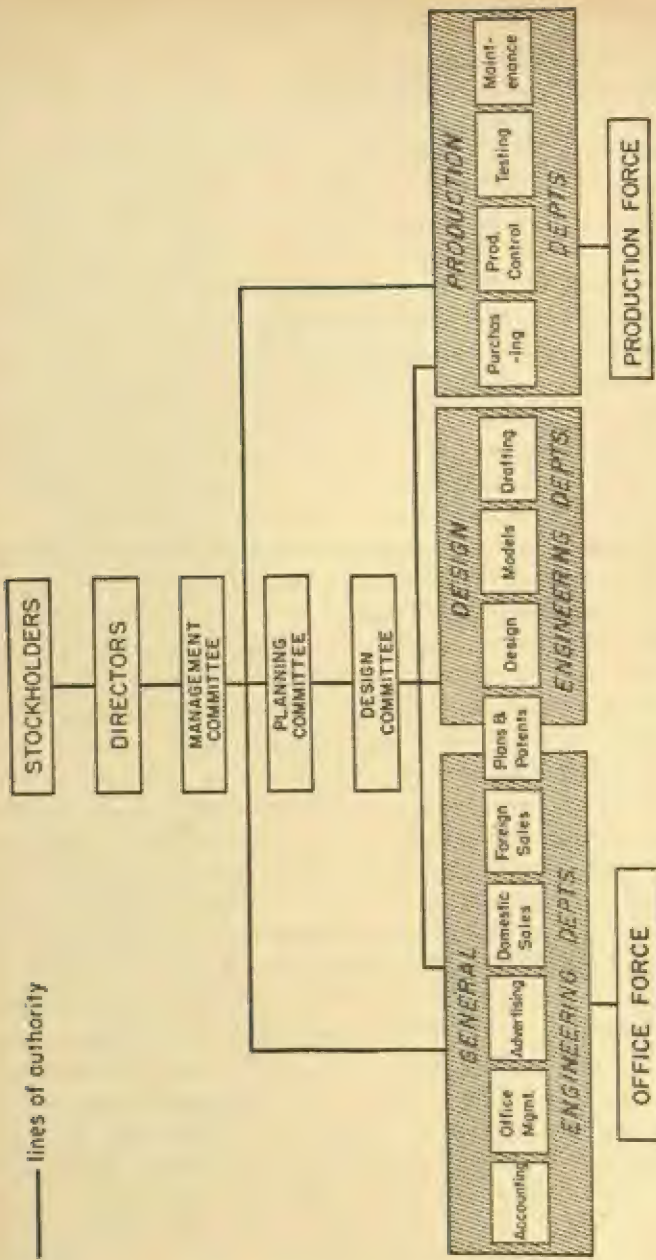 lines of authority
STOCKHOLDERS
DIRECTORS
MANAGEMENT
COMMITTEE
PLANNING
COMMITTEE
DESIGN
COMMITTEE
GENERAL
Accounting
Office
Mgmt.
Advertising
Domestic
Sales
Foreign
Sales
Plans &
Patents
ENGINEERING DEPTS.
DESIGN
Design
Models
Drafting
ENGINEERING DEPTS.
PRODUCTION
Purchas
-ing
Prod.
Control
Testing
Maint-
enance
DEPTS
OFFICE FORCE
PRODUCTION FORCE